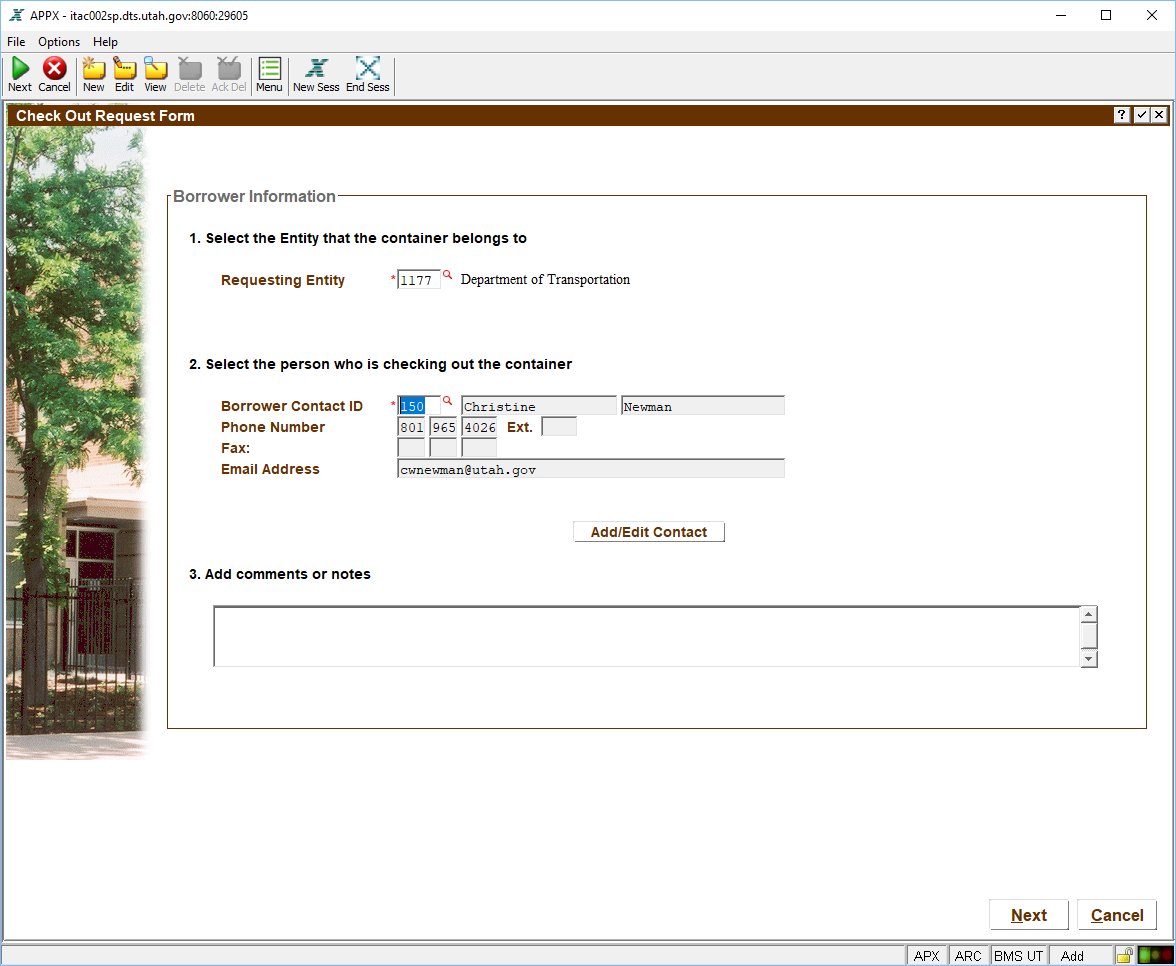 APPX - itac002sp.dts.utah.gov:8060:29605
File Options Help
Next Cancel New Edit View Delete Ack Del Menu New Sess End Sess
Check Out Request Form
Borrower Information
1. Select the Entity that the container belongs to
Requesting Entity * 1177 Department of Transportation
2. Select the person who is checking out the container
Borrower Contact ID * 150 Christine Newman
Phone Number 801 965 4026 Ext.
Fax:
Email Address cwnewman@utah.gov
Add/Edit Contact
3. Add comments or notes
Next Cancel
APX ARC BMS UT Add